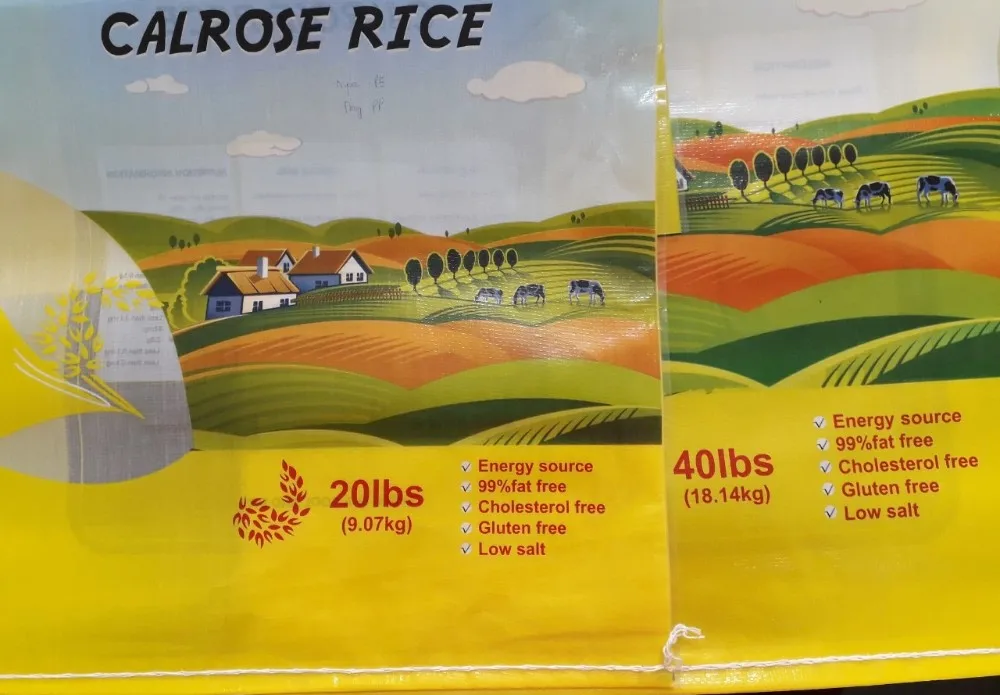 CALROSE RICE
20lbs
(9.07kg)
Energy source
99%fat free
Cholesterol free
Gluten free
Low salt
40lbs
(18.14kg)
Energy source
99%fat free
Cholesterol free
Gluten free
Low salt